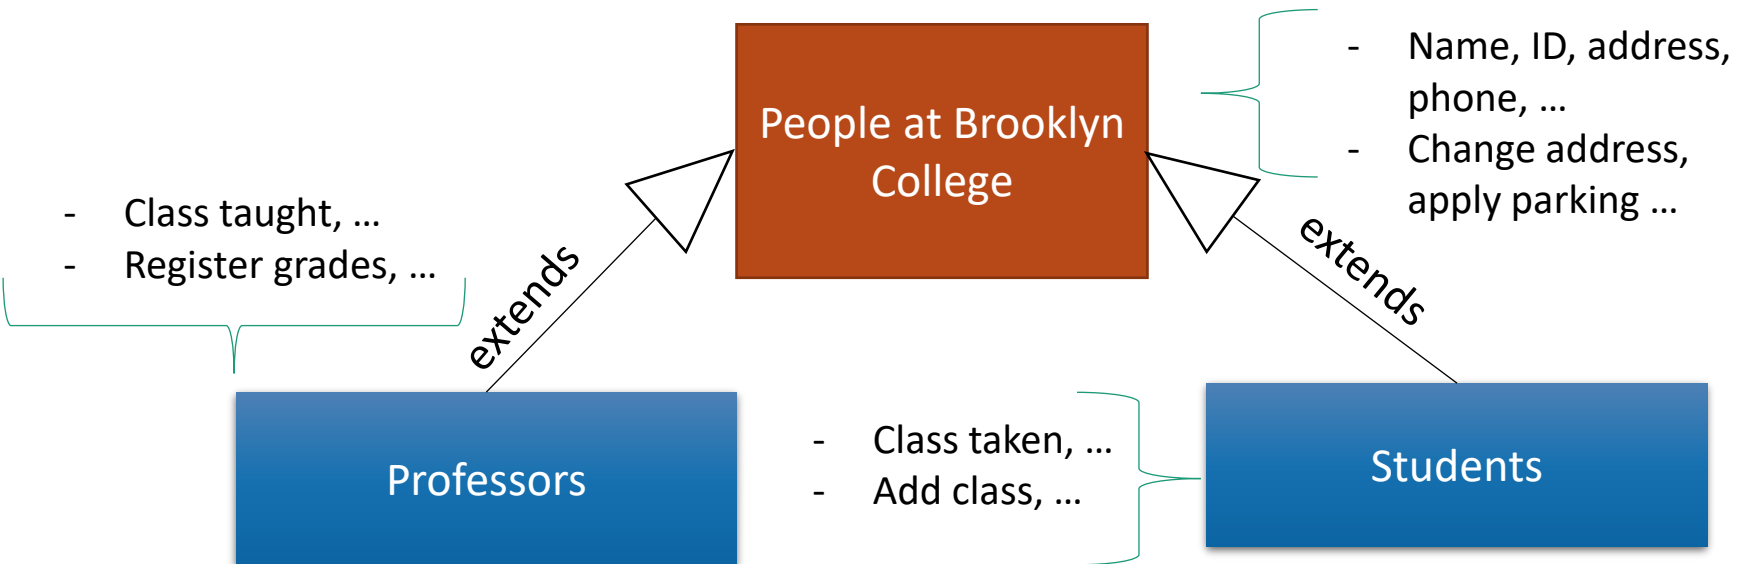 People at Brooklyn
College
- Name, ID, address,
phone, ...
- Change address,
apply parking ...
- Class taught, ...
- Register grades, ...
extends
extends
Professors
- Class taken, ...
- Add class, ...
Students